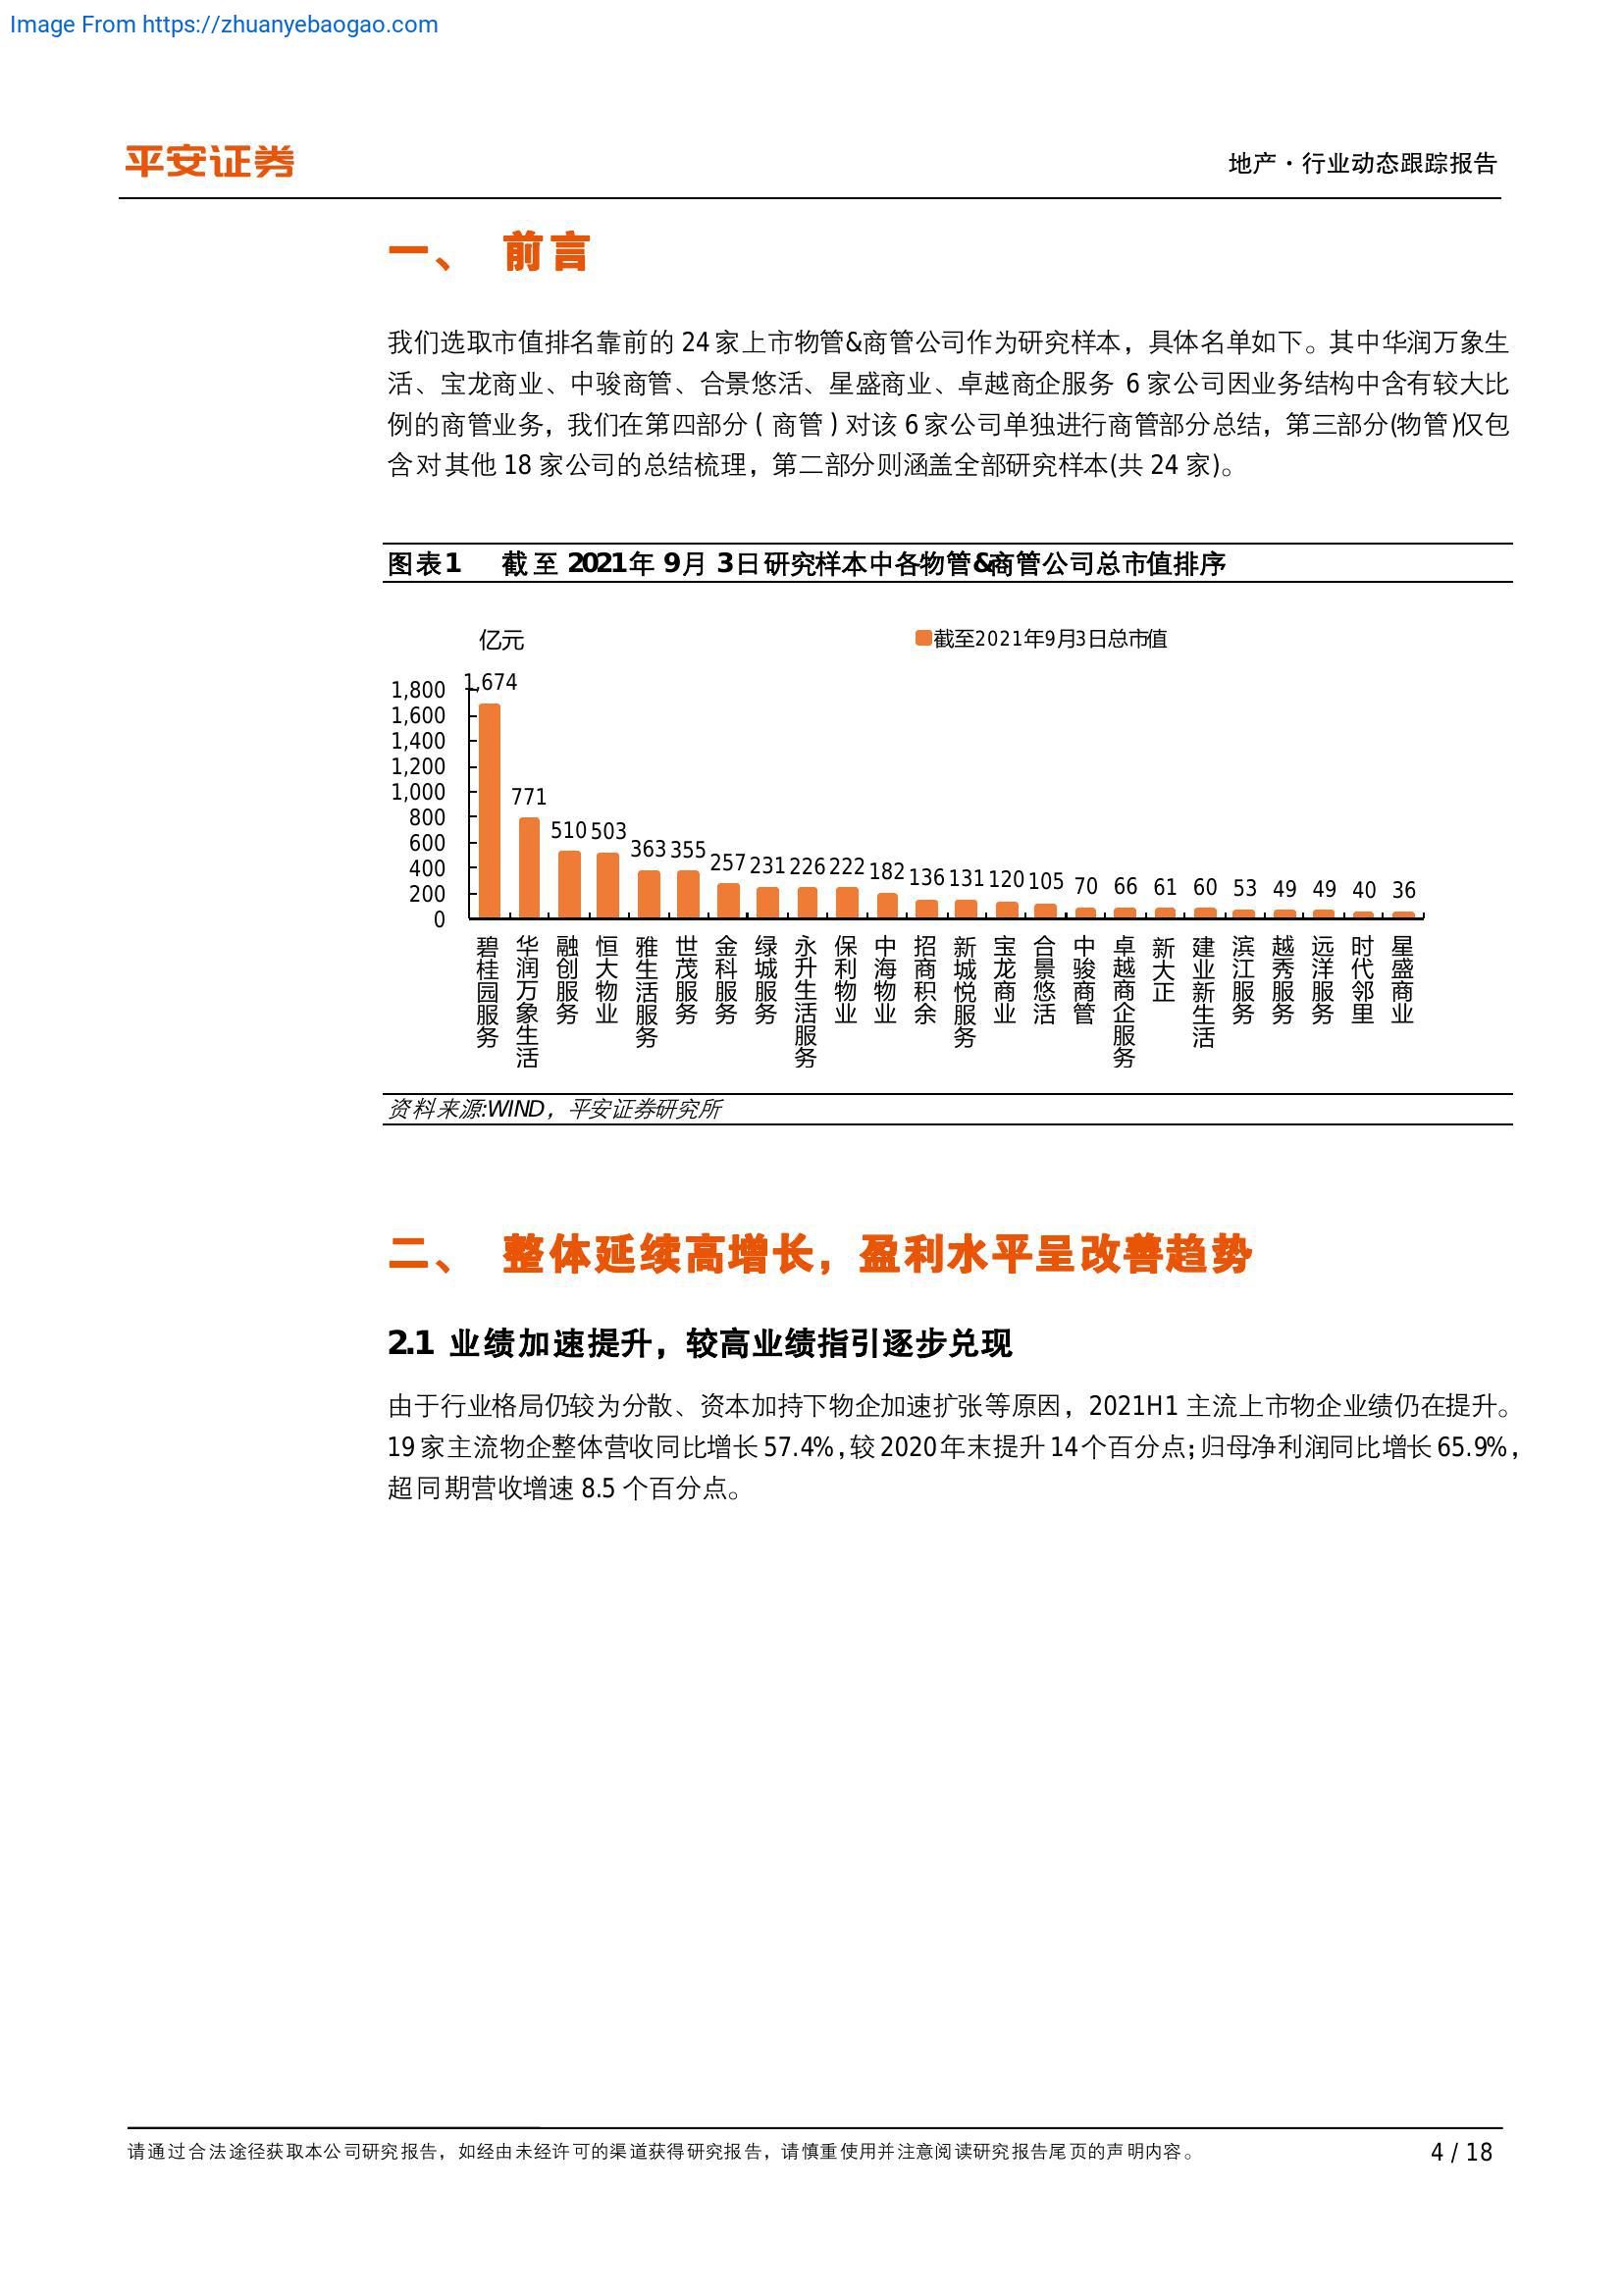 Image From https://zhuanyebaogao.com
平安证券
地产·行业动态跟踪报告
一、 前言
我们选取市值排名靠前的 24 家上市物管&商管公司作为研究样本，具体名单如下。其中华润万象生
活、宝龙商业、中骏商管、合景悠活、星盛商业、卓越商企服务 6 家公司因业务结构中含有较大比
例的商管业务，我们在第四部分 ( 商管 ) 对该 6 家公司单独进行商管部分总结，第三部分(物管)仅包
含对其他 18 家公司的总结梳理，第二部分则涵盖全部研究样本(共 24 家)。
图表1 截至 2021年 9月 3日研究样本中各物管&商管公司总市值排序
亿元
截至2021年9月3日总市值
1,800
1,600
1,400
1,200
1,000
800
600
400
200
0
1,674
771
510
503
363
355
257
231
226
222
182
136
131
120
105
70
66
61
60
53
49
49
40
36
碧桂园服务
华润万象生活
融创服务
恒大物业
雅生活服务
世茂服务
金科服务
绿城服务
永升生活服务
保利物业
中海物业
招商积余
新城悦服务
宝龙商业
合景悠活
中骏商管
卓越商企服务
新大正
建业新生活
滨江服务
越秀服务
远洋服务
时代邻里
星盛商业
资料来源:WIND，平安证券研究所
二、 整体延续高增长，盈利水平呈改善趋势
2.1 业绩加速提升，较高业绩指引逐步兑现
由于行业格局仍较为分散、资本加持下物企加速扩张等原因，2021H1 主流上市物企业绩仍在提升。
19 家主流物企整体营收同比增长 57.4%，较 2020 年末提升 14 个百分点；归母净利润同比增长 65.9%，
超同期营收增速 8.5 个百分点。
请通过合法途径获取本公司研究报告，如经由未经许可的渠道获得研究报告，请慎重使用并注意阅读研究报告尾页的声明内容。
4 / 18